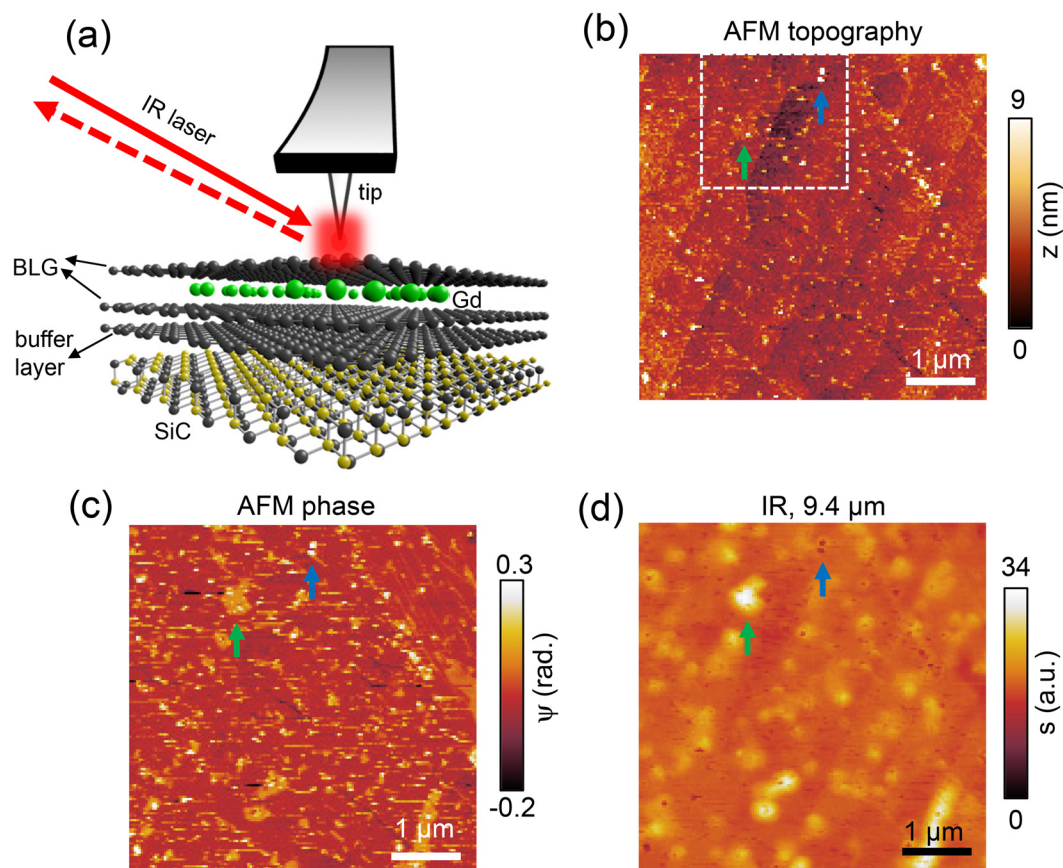 (a)
IR laser
tip
BLG
Gd
buffer
layer
SiC
(b)
AFM topography
9
z (nm)
0
1 µm
(c)
AFM phase
0.3
ψ (rad.)
-0.2
1 µm
(d)
IR, 9.4 µm
34
s (a.u.)
0
1 µm